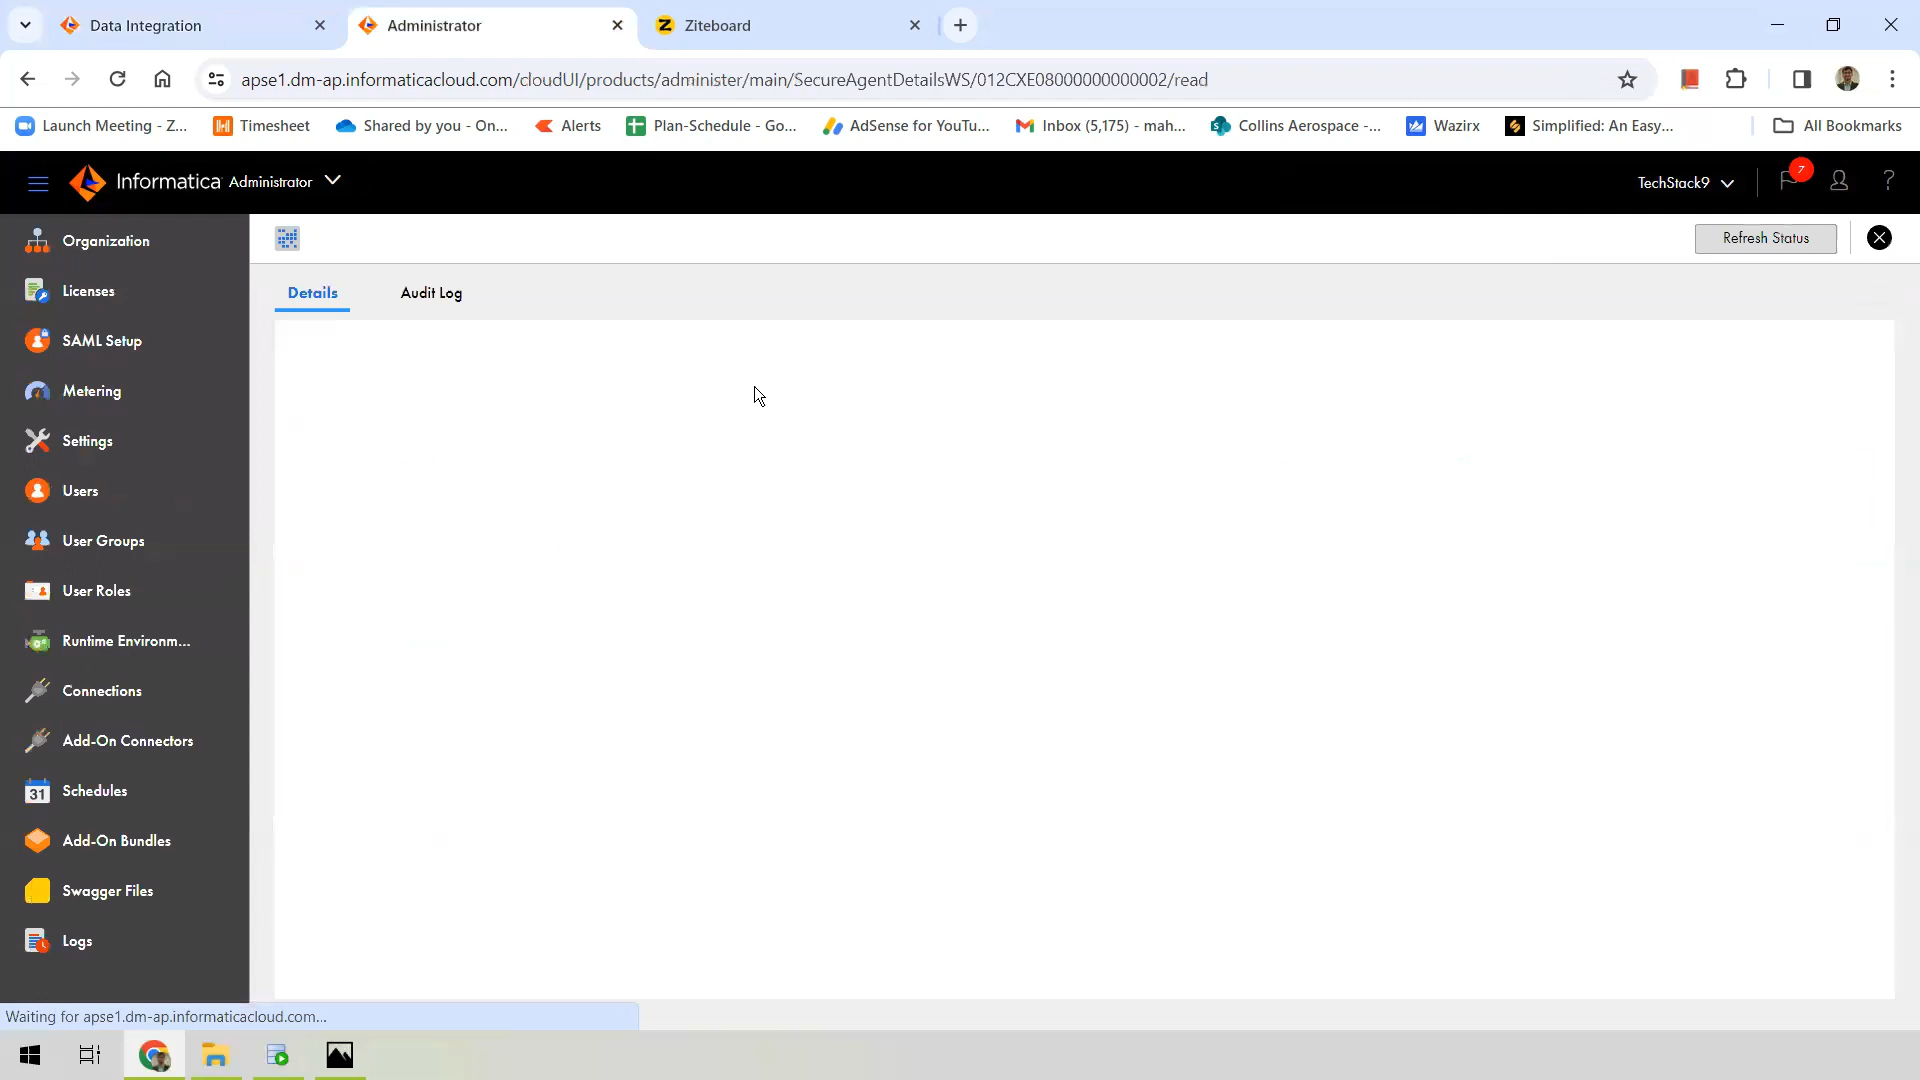 Data Integration
Administrator
Ziteboard
apse1.dm-ap.informaticacloud.com/cloudUI/products/administer/main/SecureAgentDetailsWS/012CXE08000000000002/read
Launch Meeting - Z...
Timesheet
Shared by you - On...
Alerts
Plan-Schedule - Go...
AdSense for YouTu...
Inbox (5,175) - mah...
Collins Aerospace -...
Wazirx
Simplified: An Easy...
All Bookmarks
Informatica Administrator
TechStack9
7
?
Refresh Status
Organization
Details
Audit Log
Licenses
SAML Setup
Metering
Settings
Users
User Groups
User Roles
Runtime Environm...
Connections
Add-On Connectors
31
Schedules
Add-On Bundles
Swagger Files
Logs
Waiting for apse1.dm-ap.informaticacloud.com...